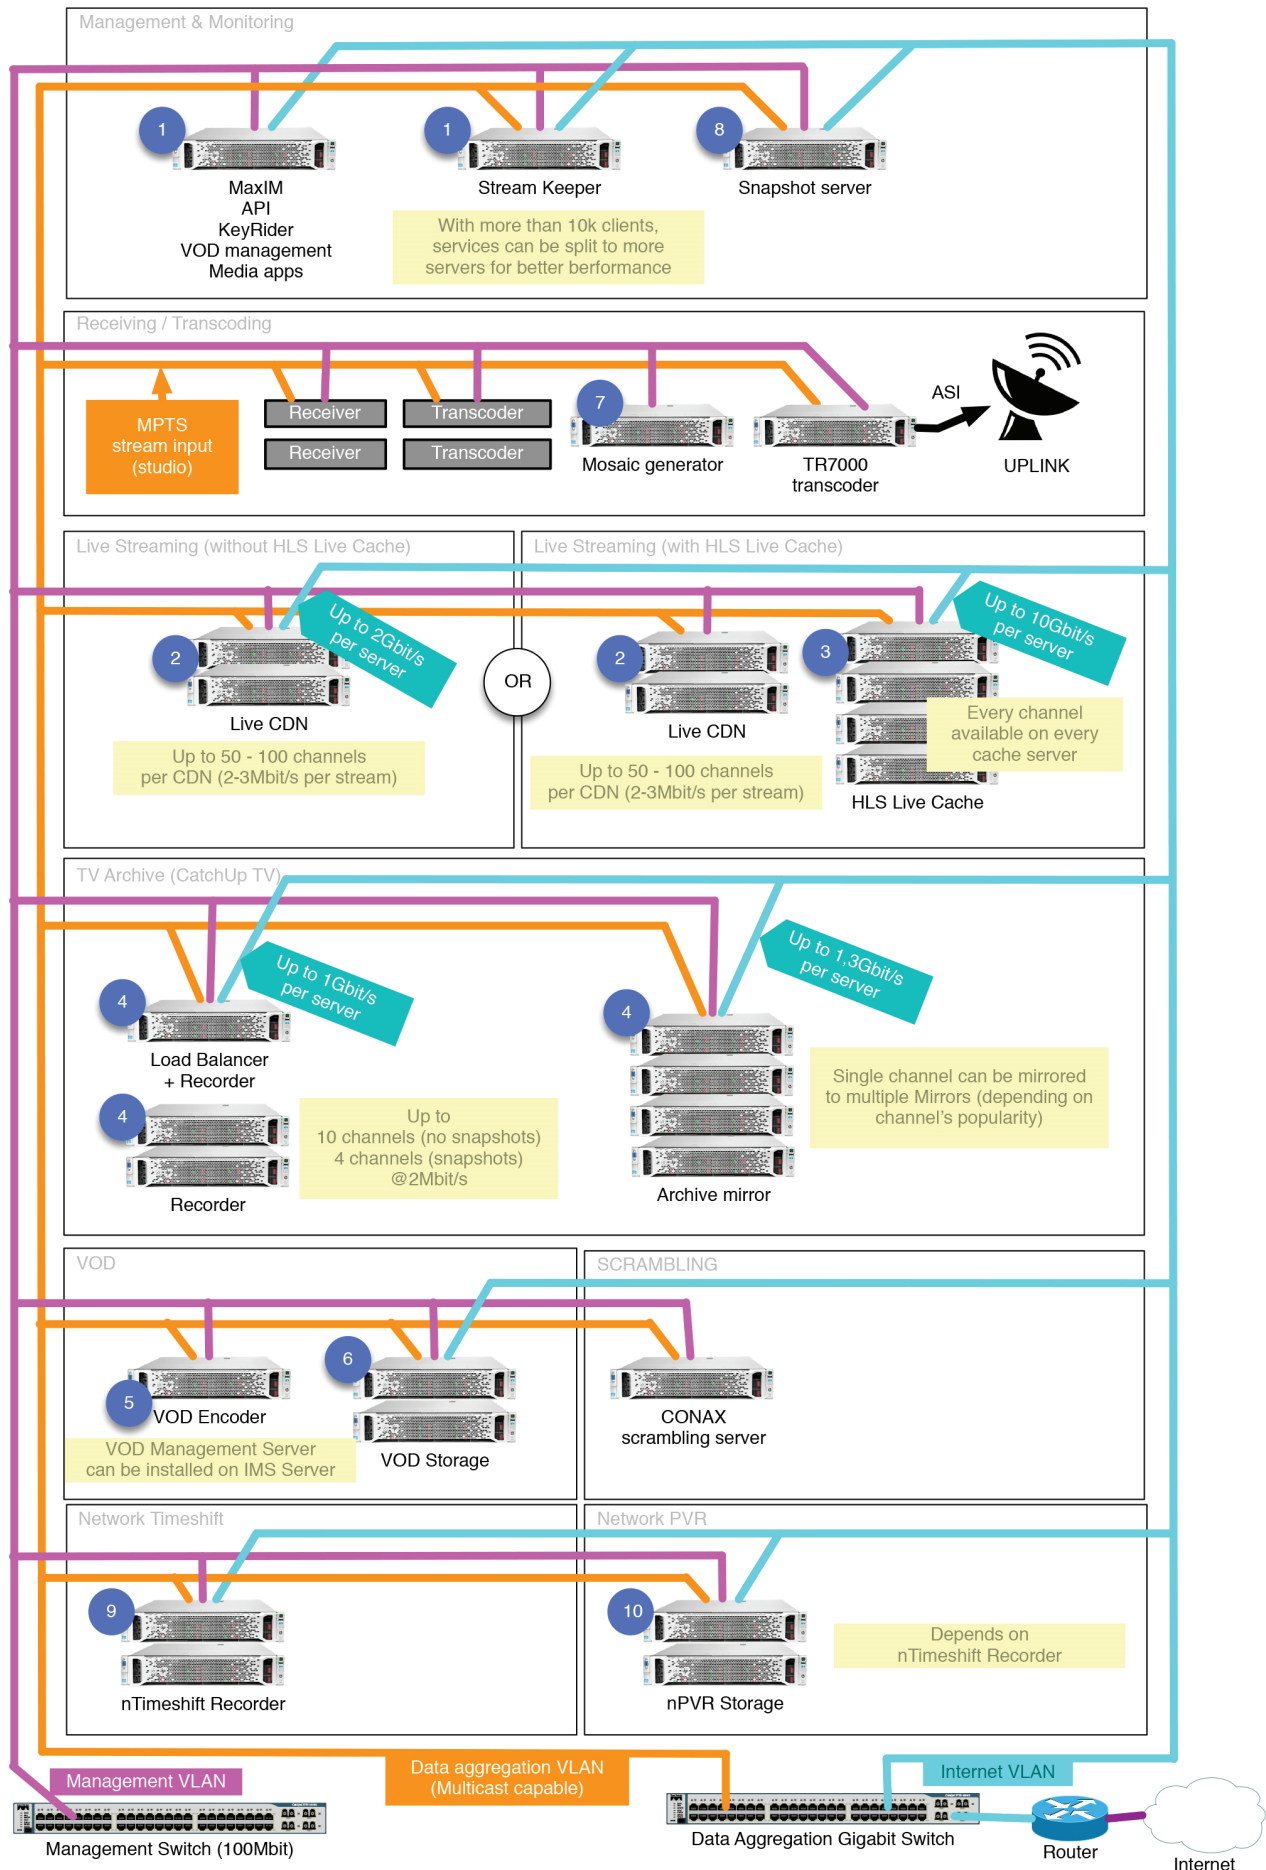 Management & Monitoring
1
1
8
MaxIM
API
KeyRider
VOD management
Media apps
Stream Keeper
Snapshot server
With more than 10k clients,
services can be split to more
servers for better berformance
Receiving / Transcoding
MPTS
stream input
(studio)
Receiver
Receiver
Transcoder
Transcoder
7
Mosaic generator
TR7000
transcoder
ASI
UPLINK
Live Streaming (without HLS Live Cache)
Up to 2Gbit/s
per server
2
Live CDN
Up to 50 - 100 channels
per CDN (2-3Mbit/s per stream)
OR
Live Streaming (with HLS Live Cache)
2
Live CDN
Up to 50 - 100 channels
per CDN (2-3Mbit/s per stream)
3
Up to 10Gbit/s
per server
Every channel
available on every
cache server
HLS Live Cache
TV Archive (CatchUp TV)
4
Up to 1Gbit/s
per server
Load Balancer
+ Recorder
4
Recorder
Up to
10 channels (no snapshots)
4 channels (snapshots)
@2Mbit/s
4
Up to 1,3Gbit/s
per server
Single channel can be mirrored
to multiple Mirrors (depending on
channel's popularity)
Archive mirror
VOD
5
VOD Encoder
VOD Management Server
can be installed on IMS Server
6
VOD Storage
SCRAMBLING
CONAX
scrambling server
Network Timeshift
9
nTimeshift Recorder
Network PVR
10
nPVR Storage
Depends on
nTimeshift Recorder
Management VLAN
Data aggregation VLAN
(Multicast capable)
Internet VLAN
Management Switch (100Mbit)
Data Aggregation Gigabit Switch
Router
Internet